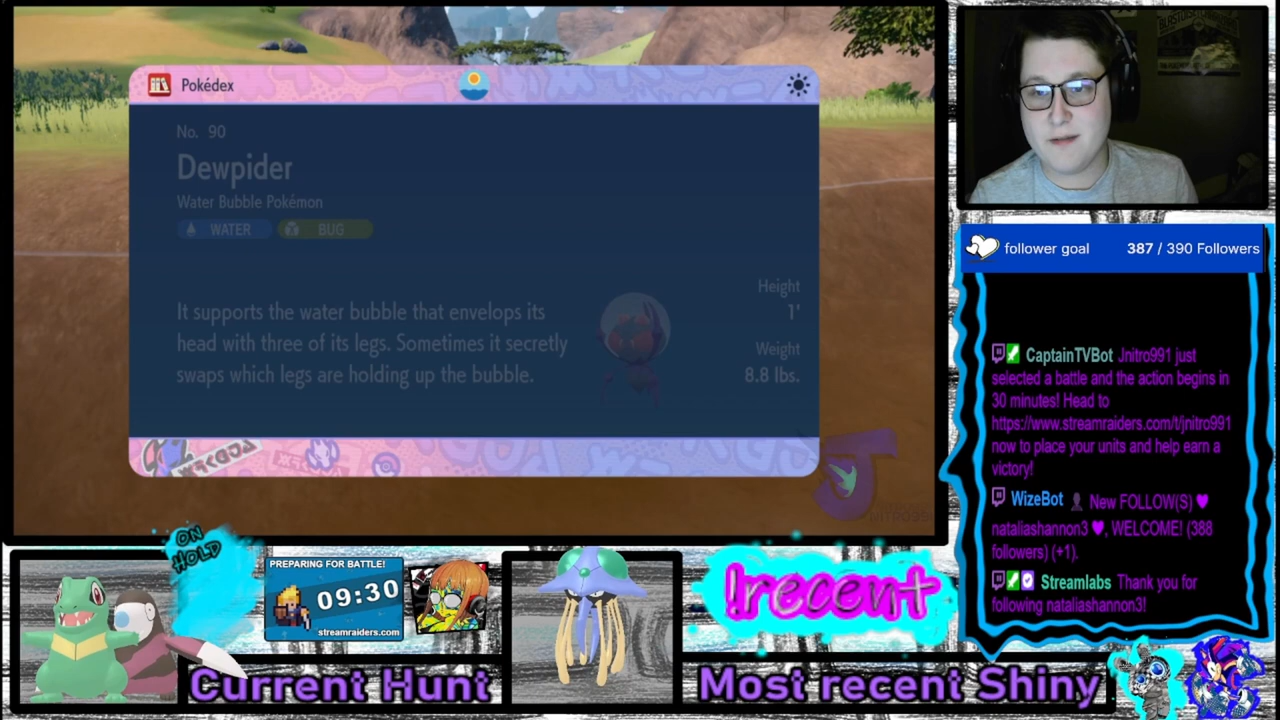 Pokédex
No. 90
Dewpider
Water Bubble Pokémon
WATER BUG
Height
1'
It supports the water bubble that envelops its
head with three of its legs. Sometimes it secretly
swaps which legs are holding up the bubble.
Weight
8.8 lbs.
follower goal 387 / 390 Followers
CaptainTVBot Jnitro991 just
selected a battle and the action begins in
30 minutes! Head to
https://www.streamraiders.com/t/jnitro991
now to place your units and help earn a
victory!
WizeBot New FOLLOW(S) ♥
nataliashannon3 ♥, WELCOME! (388
followers) (+1).
Streamlabs Thank you for
following nataliashannon3!
ON
HOLD
PREPARING FOR BATTLE!
09:30
streamraiders.com
!recent
Current Hunt
Most recent Shiny